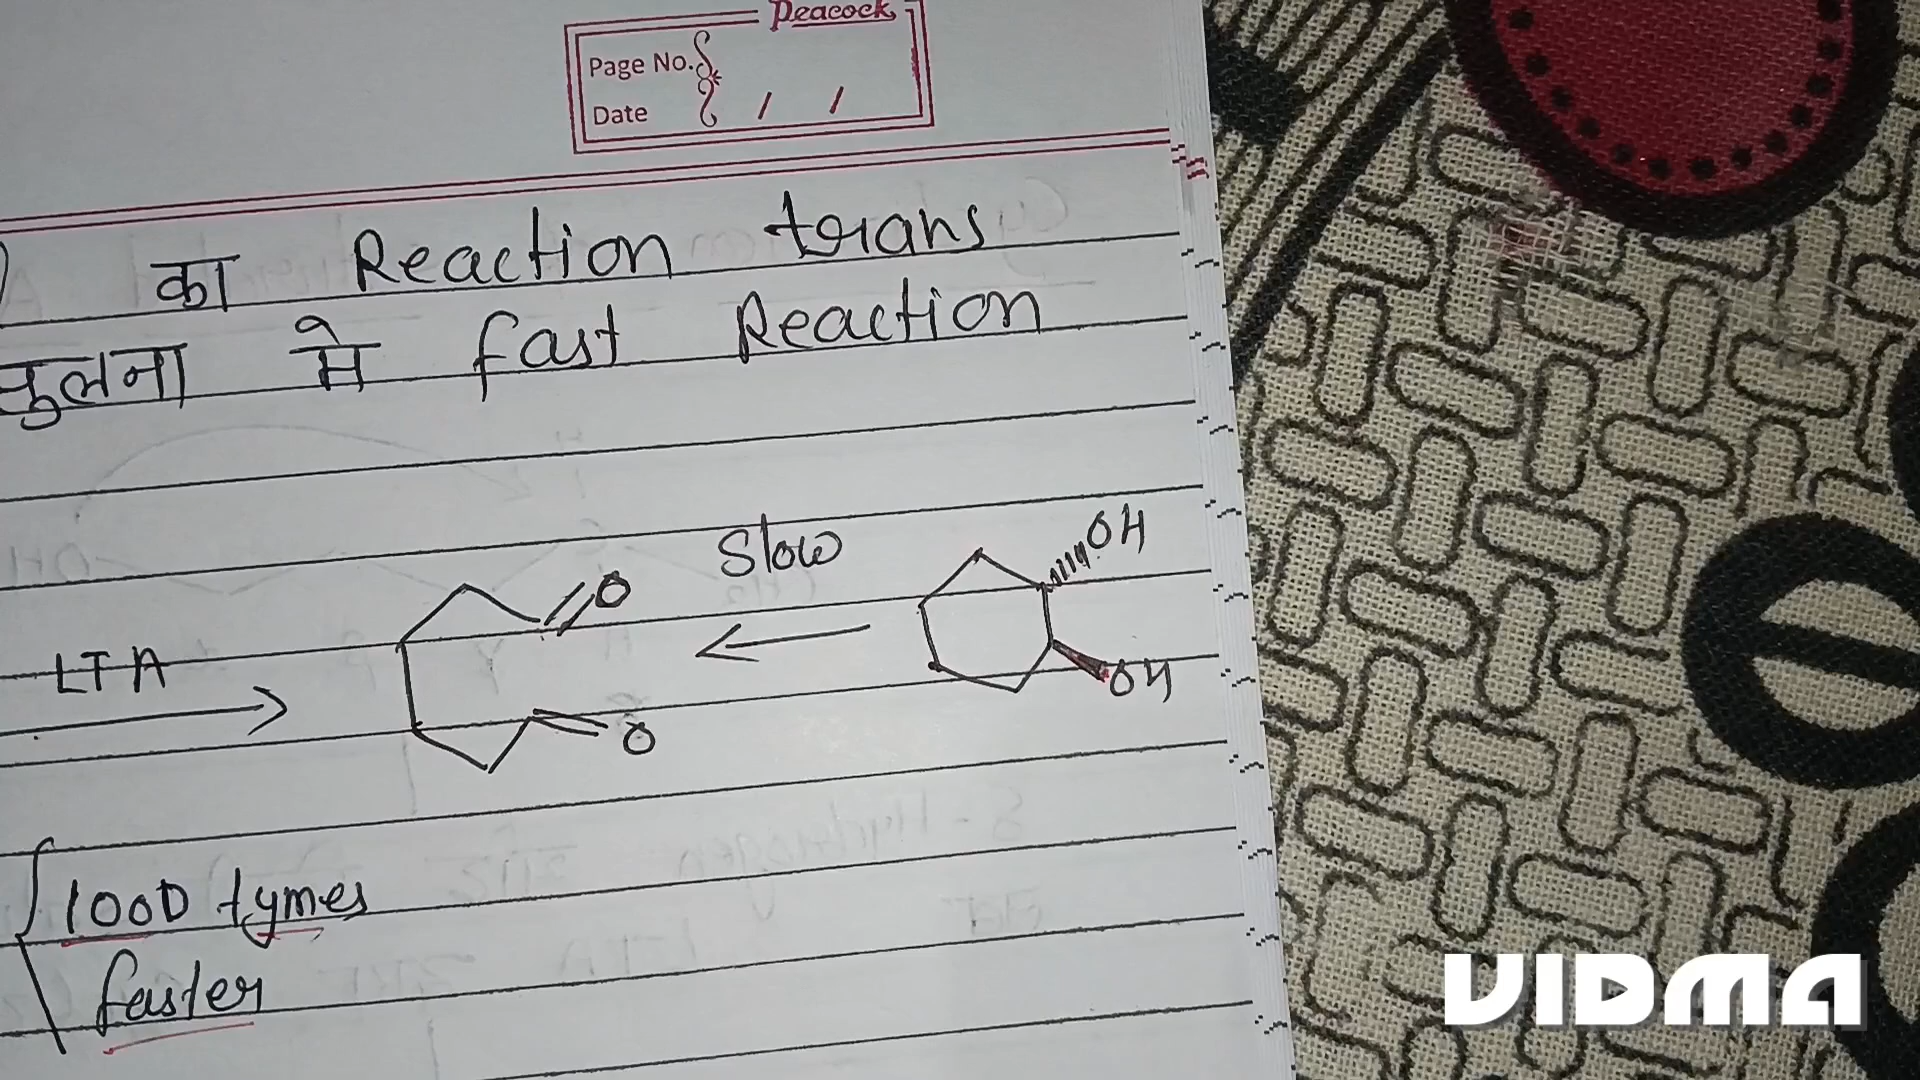 Peacock
Page No.
Date / /
का Reaction trans
तुलना मे fast Reaction
LTA
O
O
Slow
OH
OH
1000 tymes
faster
VIDMA